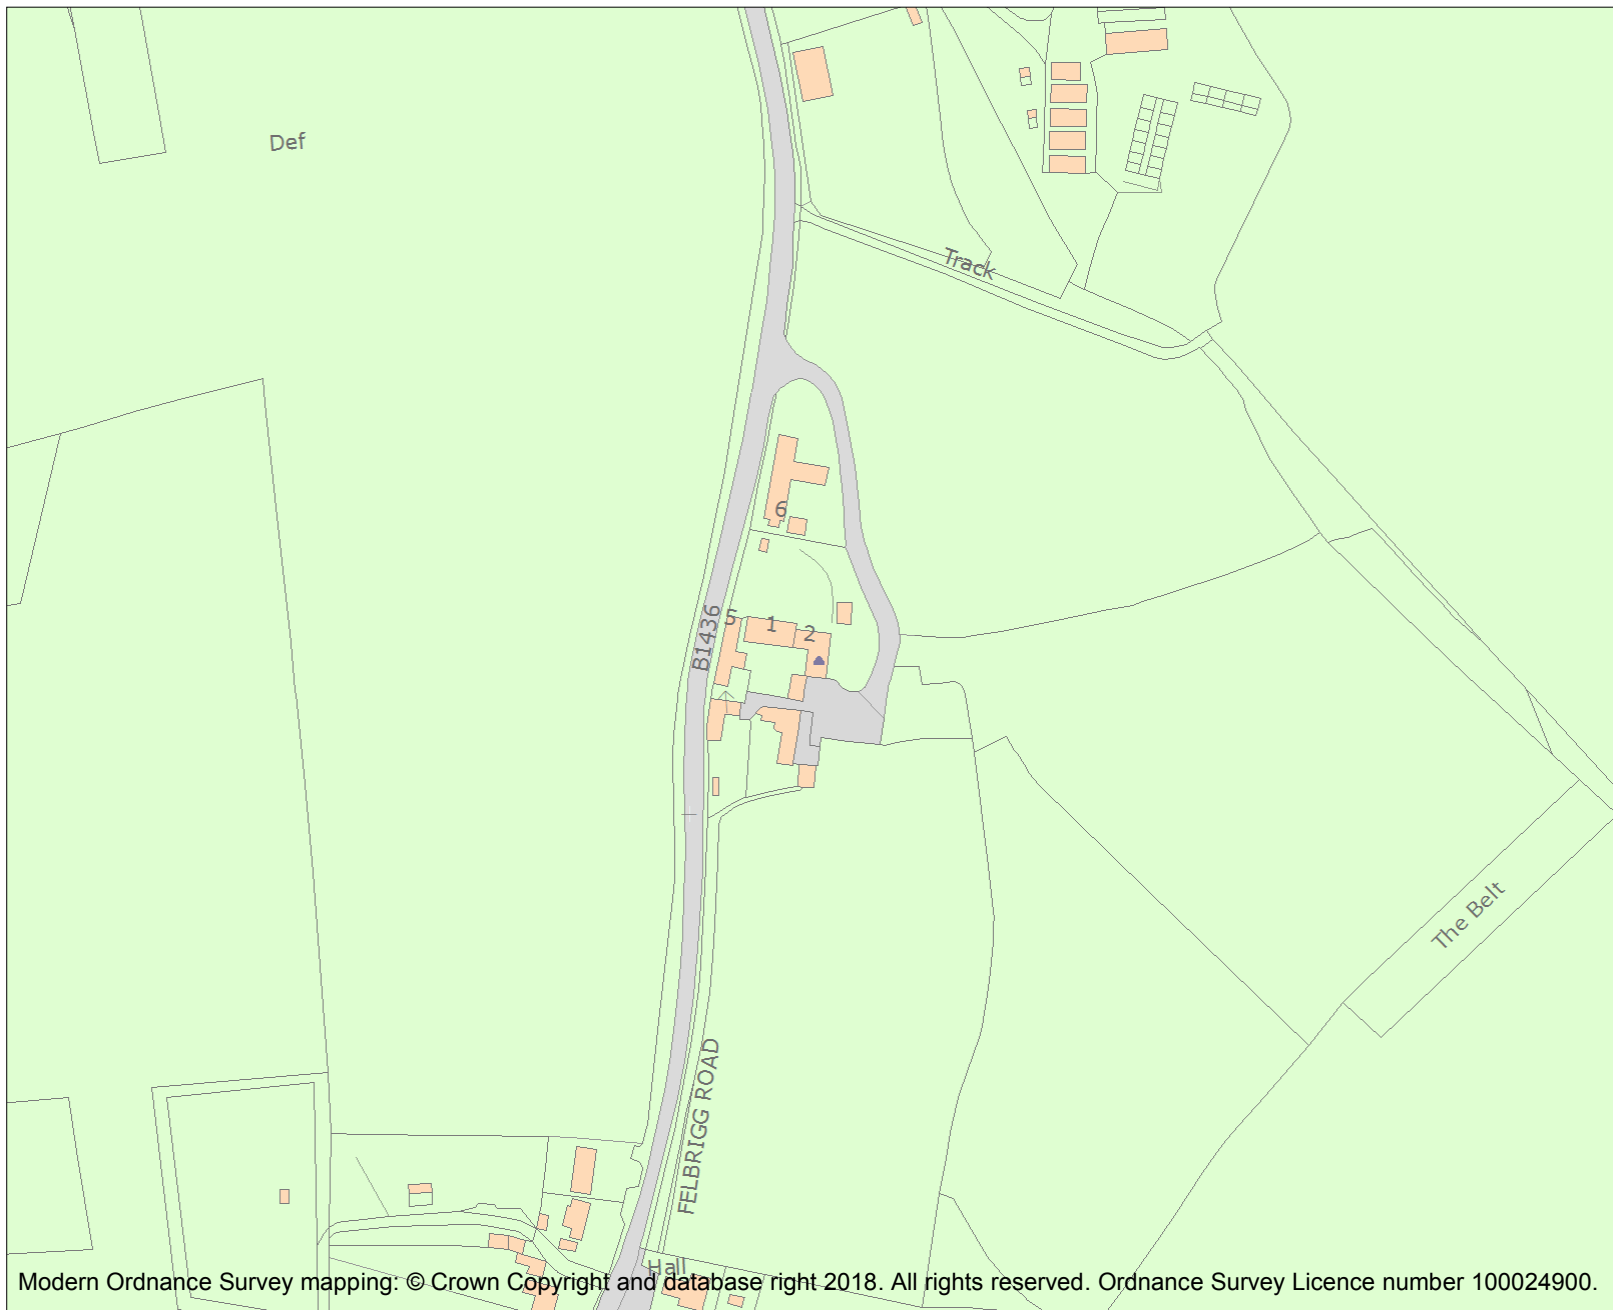 Def
Track
6
B1436
5
1
2
The Belt
FELBRIGG ROAD
Hall
Modern Ordnance Survey mapping: © Crown Copyright and database right 2018. All rights reserved. Ordnance Survey Licence number 100024900.